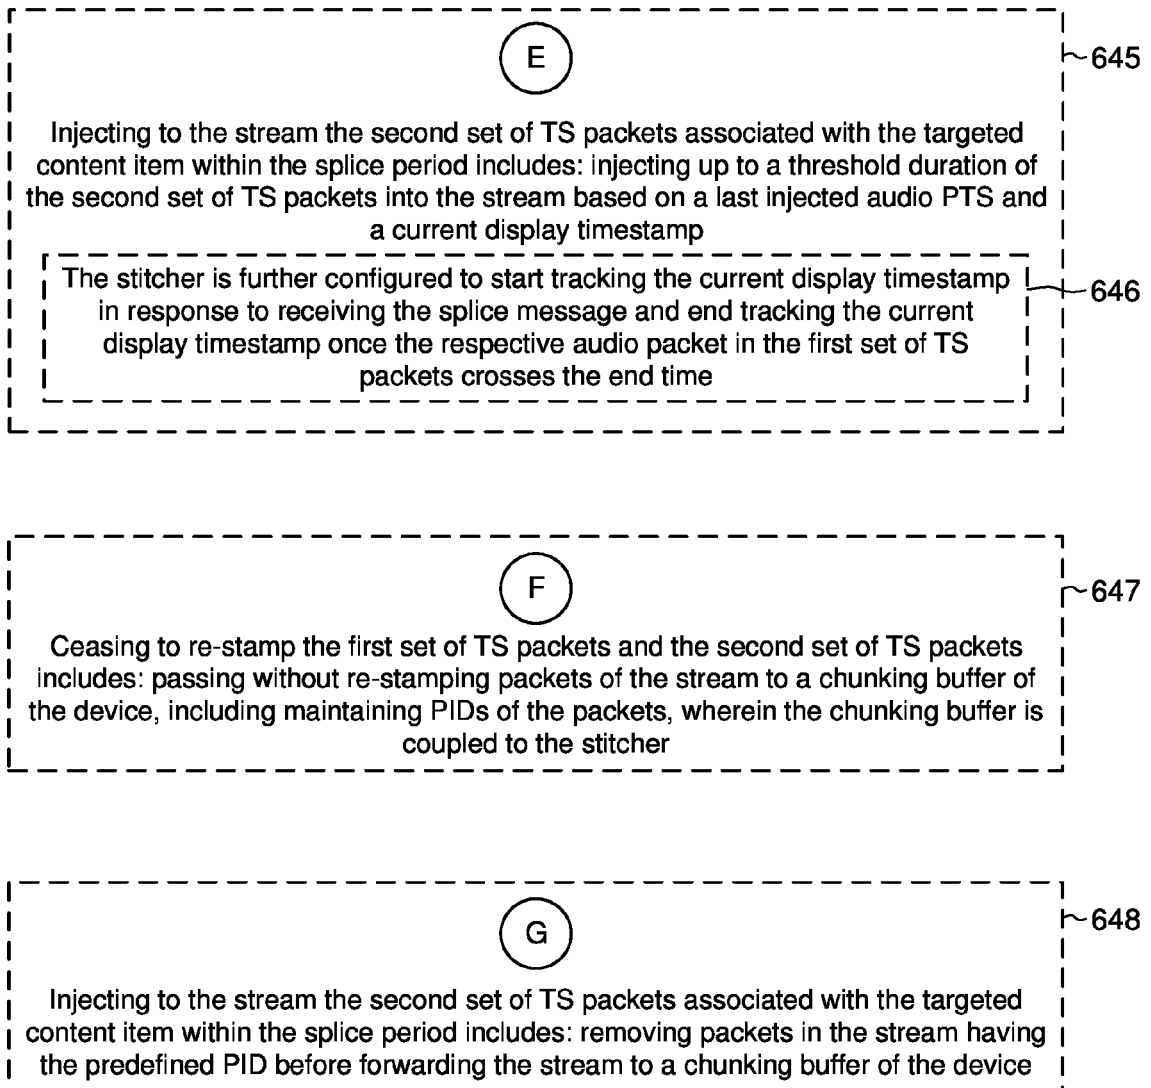 E
645
Injecting to the stream the second set of TS packets associated with the targeted
content item within the splice period includes: injecting up to a threshold duration of
the second set of TS packets into the stream based on a last injected audio PTS and
a current display timestamp
The stitcher is further configured to start tracking the current display timestamp
646
in response to receiving the splice message and end tracking the current
display timestamp once the respective audio packet in the first set of TS
packets crosses the end time
F
647
Ceasing to re-stamp the first set of TS packets and the second set of TS packets
includes: passing without re-stamping packets of the stream to a chunking buffer of
the device, including maintaining PIDs of the packets, wherein the chunking buffer is
coupled to the stitcher
G
648
Injecting to the stream the second set of TS packets associated with the targeted
content item within the splice period includes: removing packets in the stream having
the predefined PID before forwarding the stream to a chunking buffer of the device